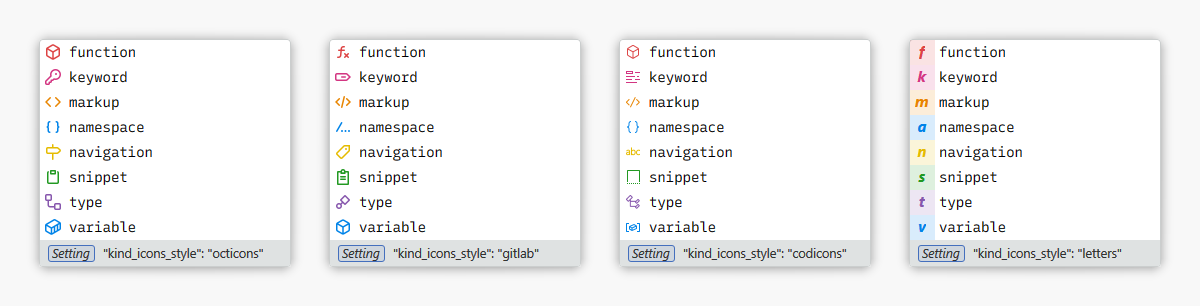 function
keyword
markup
namespace
navigation
snippet
type
variable
Setting "kind_icons_style": "octicons"
function
keyword
markup
namespace
navigation
snippet
type
variable
Setting "kind_icons_style": "gitlab"
function
keyword
markup
namespace
abc navigation
snippet
type
variable
Setting "kind_icons_style": "codicons"
f function
k keyword
m markup
a namespace
n navigation
s snippet
t type
v variable
Setting "kind_icons_style": "letters"